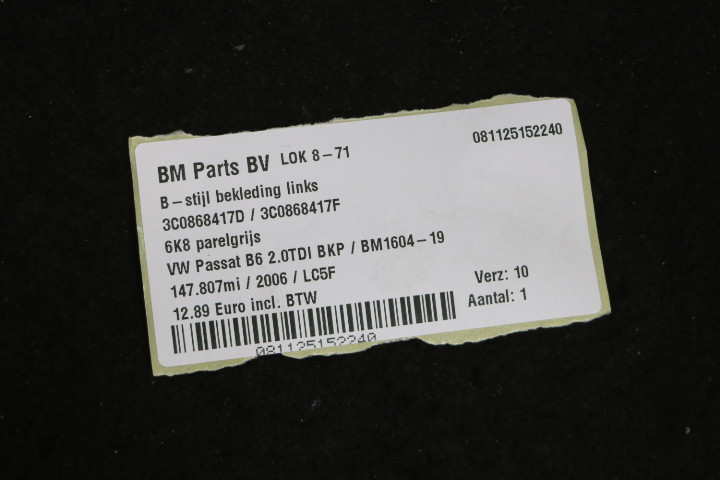 BM Parts BV LOK 8-71 081125152240
B-stijl bekleding links
3C0868417D / 3C0868417F
6K8 parelgrijs
VW Passat B6 2.0TDI BKP / BM1604-19
147.807mi / 2006 / LC5F Verz: 10
12.89 Euro incl. BTW Aantal: 1
081125152240